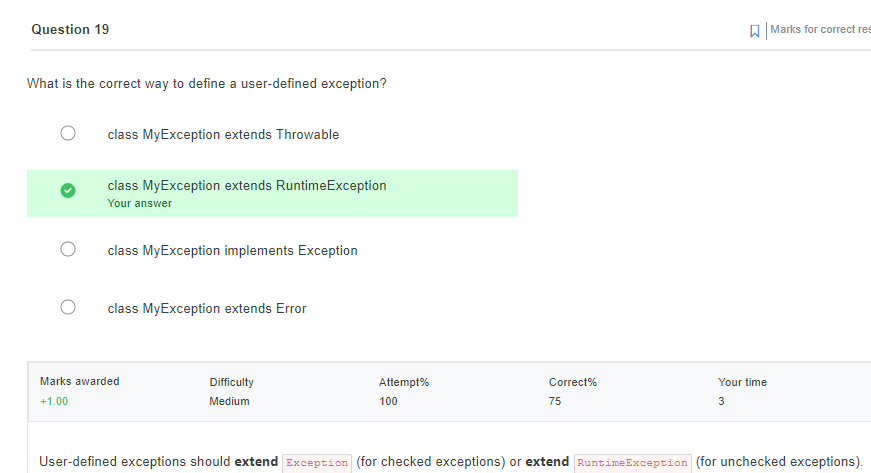 Question 19
Marks for correct res
What is the correct way to define a user-defined exception?
class MyException extends Throwable
class MyException extends RuntimeException
Your answer
class MyException implements Exception
class MyException extends Error
Marks awarded Difficulty Attempt% Correct% Your time
+1.00 Medium 100 75 3
User-defined exceptions should extend Exception (for checked exceptions) or extend RuntimeException (for unchecked exceptions).